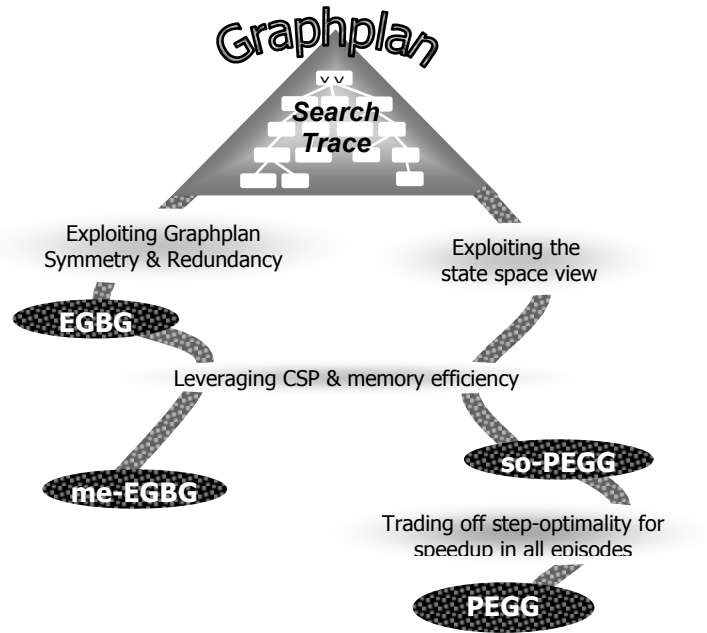 Graphplan
v v
Search
Trace
Exploiting Graphplan
Symmetry & Redundancy
Exploiting the
state space view
EGBG
Leveraging CSP & memory efficiency
so-PEGG
me-EGBG
Trading off step-optimality for
speedup in all episodes
PEGG